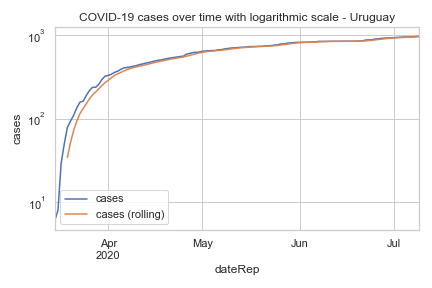 COVID-19 cases over time with logarithmic scale - Uruguay
10³
10²
10¹
cases
cases
cases (rolling)
Apr
2020
May
Jun
Jul
dateRep